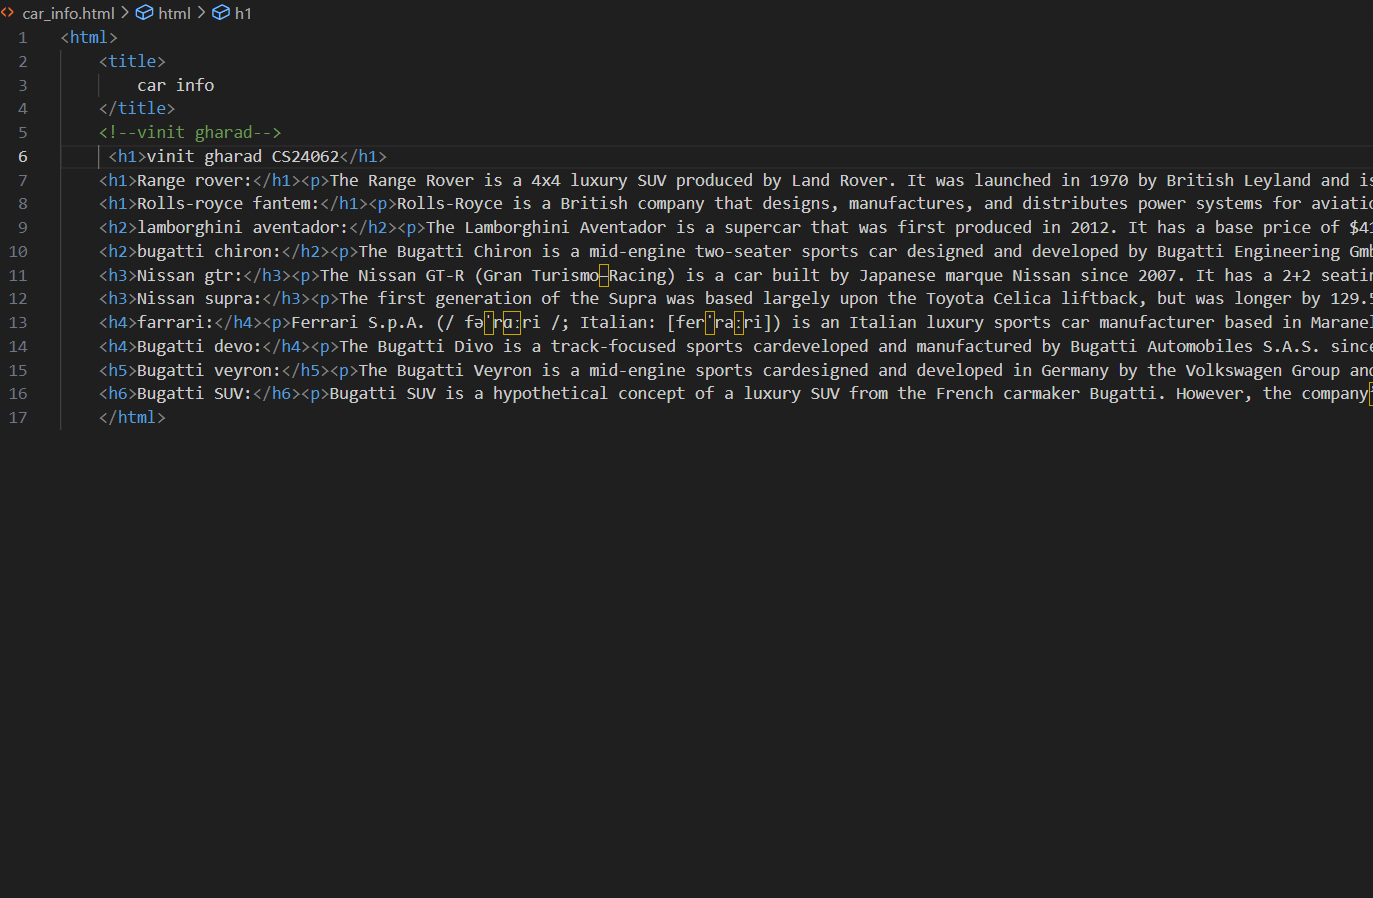 car_info.html > html > h1
1 <html>
2 <title>
3 car info
4 </title>
5 <!--vinit gharad-->
6 <h1>vinit gharad CS24062</h1>
7 <h1>Range rover:</h1><p>The Range Rover is a 4x4 luxury SUV produced by Land Rover. It was launched in 1970 by British Leyland and is
8 <h1>Rolls-royce fantem:</h1><p>Rolls-Royce is a British company that designs, manufactures, and distributes power systems for aviatio
9 <h2>lamborghini aventador:</h2><p>The Lamborghini Aventador is a supercar that was first produced in 2012. It has a base price of $41
10 <h2>bugatti chiron:</h2><p>The Bugatti Chiron is a mid-engine two-seater sports car designed and developed by Bugatti Engineering Gmb
11 <h3>Nissan gtr:</h3><p>The Nissan GT-R (Gran Turismo–Racing) is a car built by Japanese marque Nissan since 2007. It has a 2+2 seatin
12 <h3>Nissan supra:</h3><p>The first generation of the Supra was based largely upon the Toyota Celica liftback, but was longer by 129.5
13 <h4>farrari:</h4><p>Ferrari S.p.A. (/ fəˈrɑːri /; Italian: [ferˈraːri]) is an Italian luxury sports car manufacturer based in Maranel
14 <h4>Bugatti devo:</h4><p>The Bugatti Divo is a track-focused sports cardeveloped and manufactured by Bugatti Automobiles S.A.S. since
15 <h5>Bugatti veyron:</h5><p>The Bugatti Veyron is a mid-engine sports cardesigned and developed in Germany by the Volkswagen Group and
16 <h6>Bugatti SUV:</h6><p>Bugatti SUV is a hypothetical concept of a luxury SUV from the French carmaker Bugatti. However, the company
17 </html>